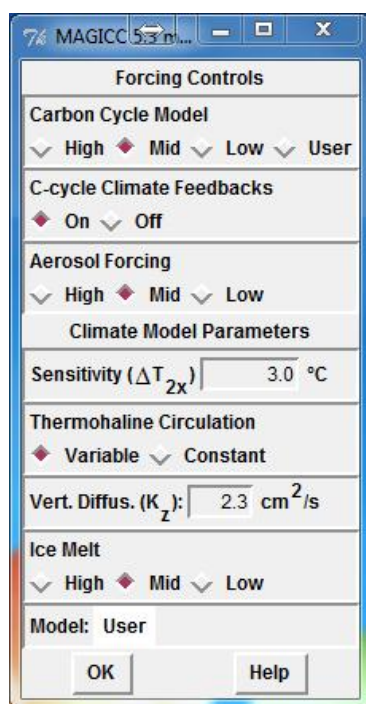 MAGICC 5.3 m...
Forcing Controls
Carbon Cycle Model
High Mid Low User
C-cycle Climate Feedbacks
On Off
Aerosol Forcing
High Mid Low
Climate Model Parameters
Sensitivity (ΔT2x) 3.0 °C
Thermohaline Circulation
Variable Constant
Vert. Diffus. (Kz): 2.3 cm²/s
Ice Melt
High Mid Low
Model: User
OK Help